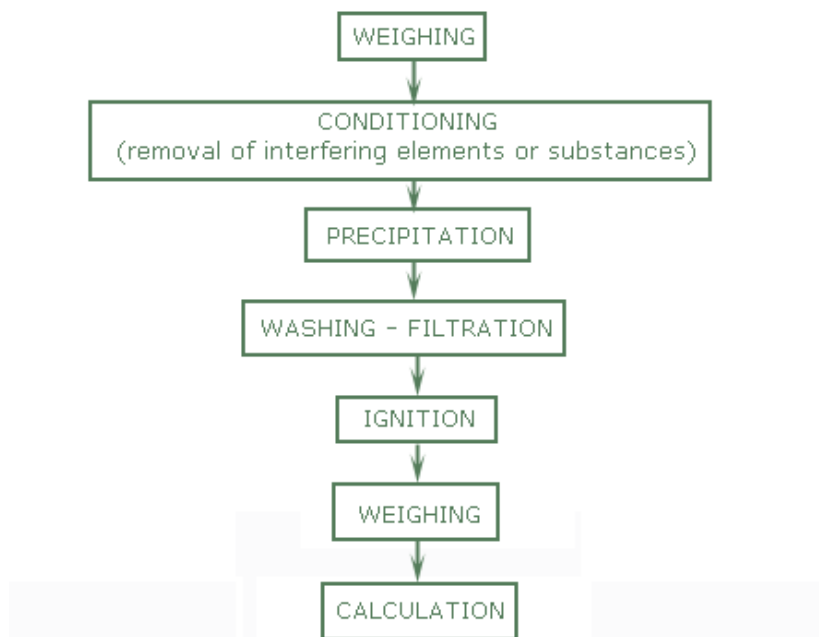 WEIGHING
CONDITIONING
(removal of interfering elements or substances)
PRECIPITATION
WASHING - FILTRATION
IGNITION
WEIGHING
CALCULATION